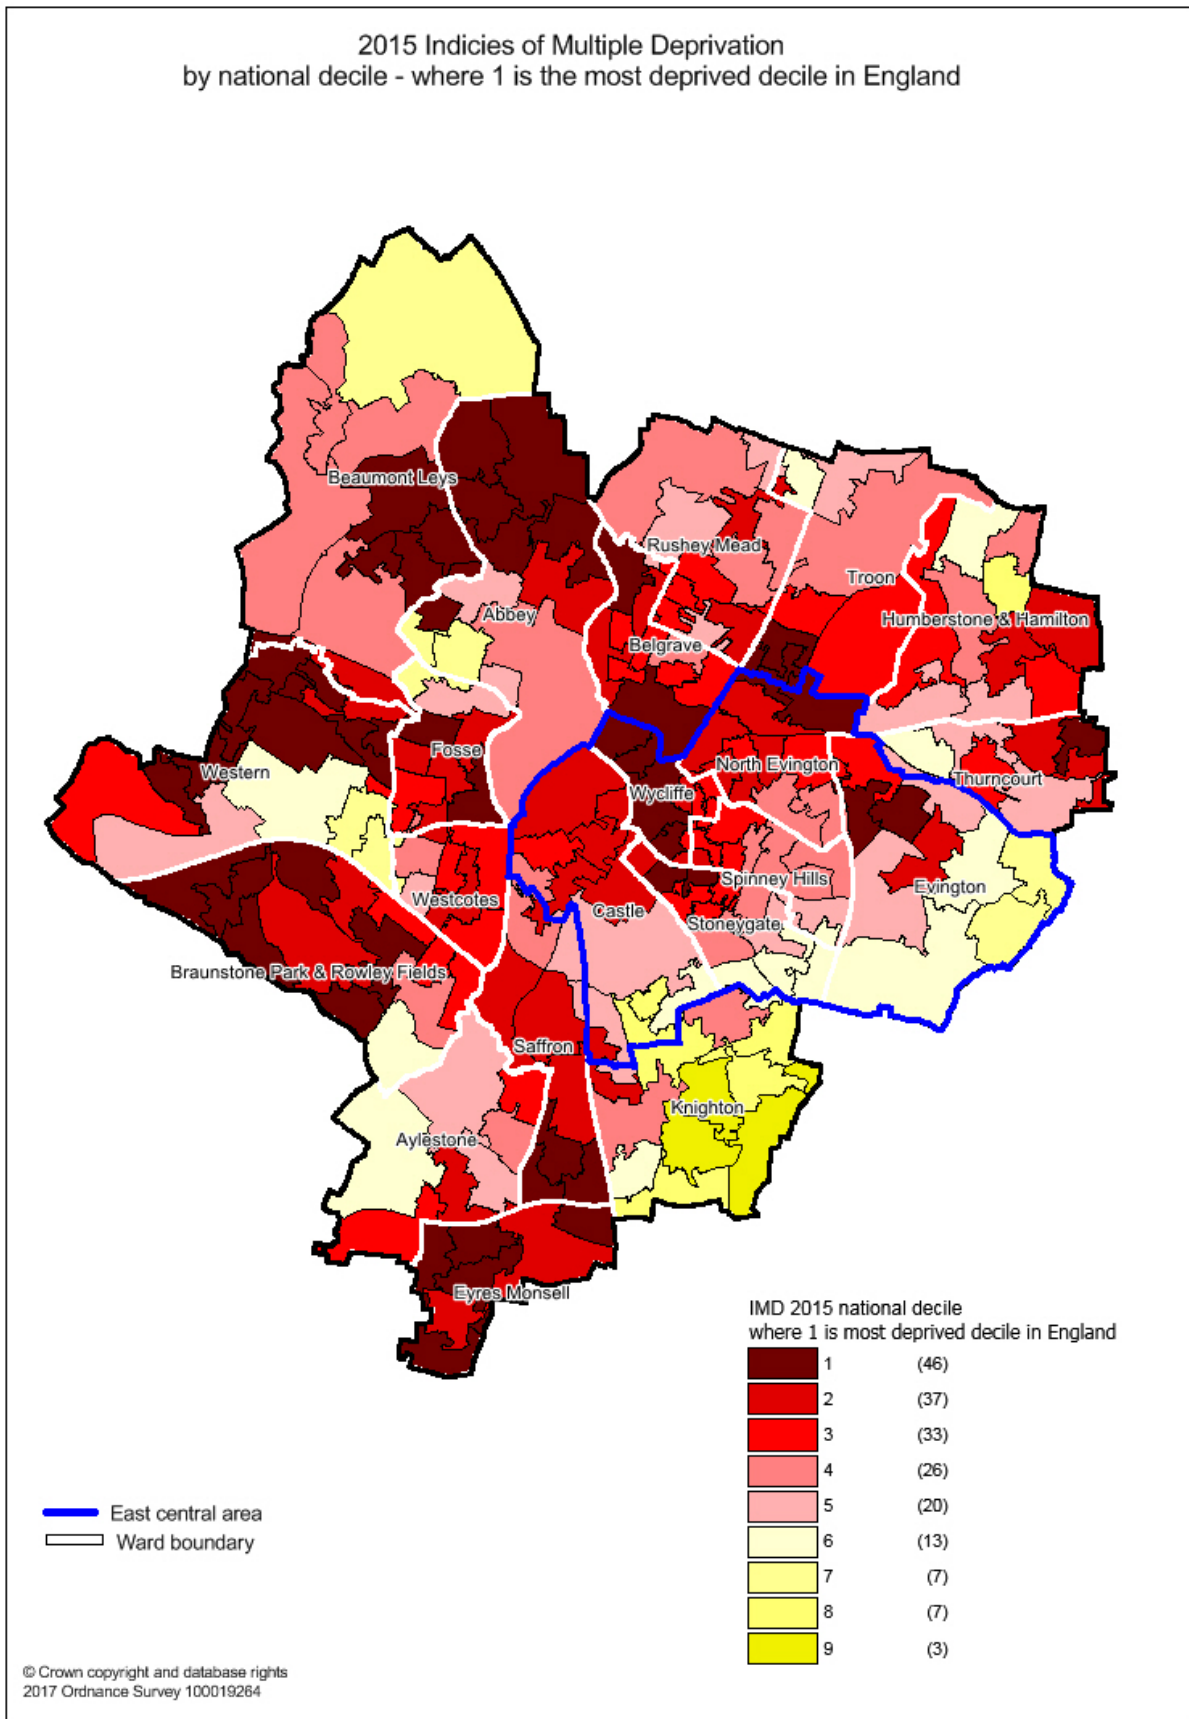 2015 Indicies of Multiple Deprivation
by national decile - where 1 is the most deprived decile in England
Beaumont Leys
Rushey Mead
Troon
Abbey
Humberstone & Hamilton
Belgrave
Fosse
Western
North Evington
Thurncourt
Wycliffe
Spinney Hills
Evington
Westcotes
Castle
Stoneygate
Braunstone Park & Rowley Fields
Saffron
Knighton
Aylestone
Eyres Monsell
IMD 2015 national decile
where 1 is most deprived decile in England
1 (46)
2 (37)
3 (33)
4 (26)
5 (20)
6 (13)
7 (7)
8 (7)
9 (3)
East central area
Ward boundary
© Crown copyright and database rights
2017 Ordnance Survey 100019264